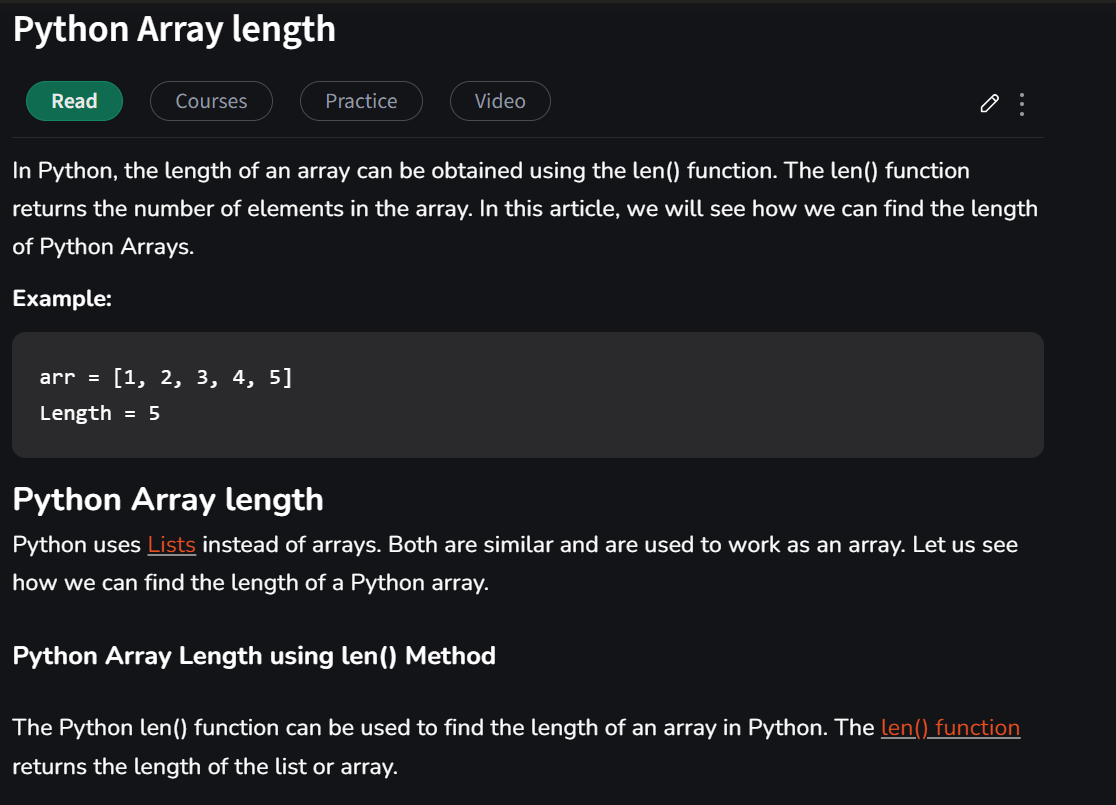 Python Array length
Read
Courses
Practice
Video
In Python, the length of an array can be obtained using the len() function. The len() function
returns the number of elements in the array. In this article, we will see how we can find the length
of Python Arrays.
Example:
arr = [1, 2, 3, 4, 5]
Length = 5
Python Array length
Python uses Lists instead of arrays. Both are similar and are used to work as an array. Let us see
how we can find the length of a Python array.
Python Array Length using len() Method
The Python len() function can be used to find the length of an array in Python. The len() function
returns the length of the list or array.